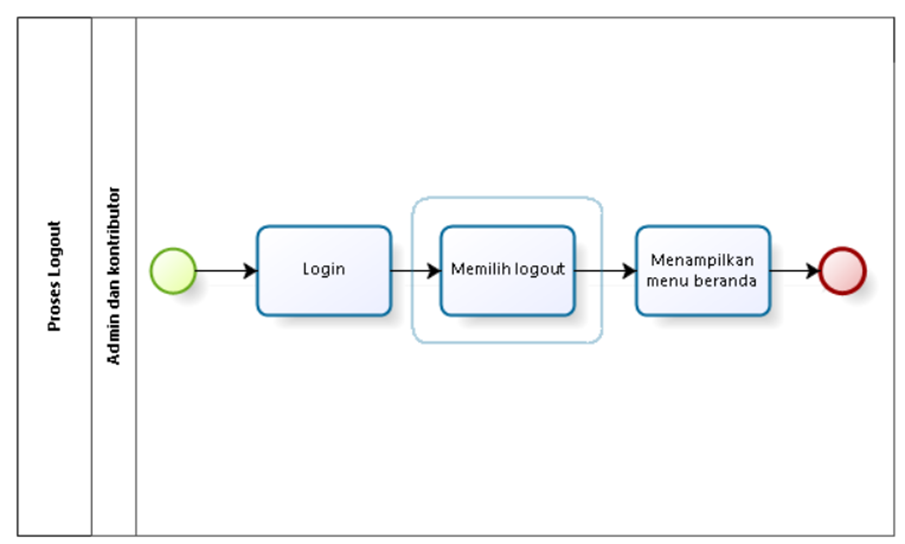 Proses Logout
Admin dan kontributor
Login
Memilih logout
Menampilkan
menu beranda